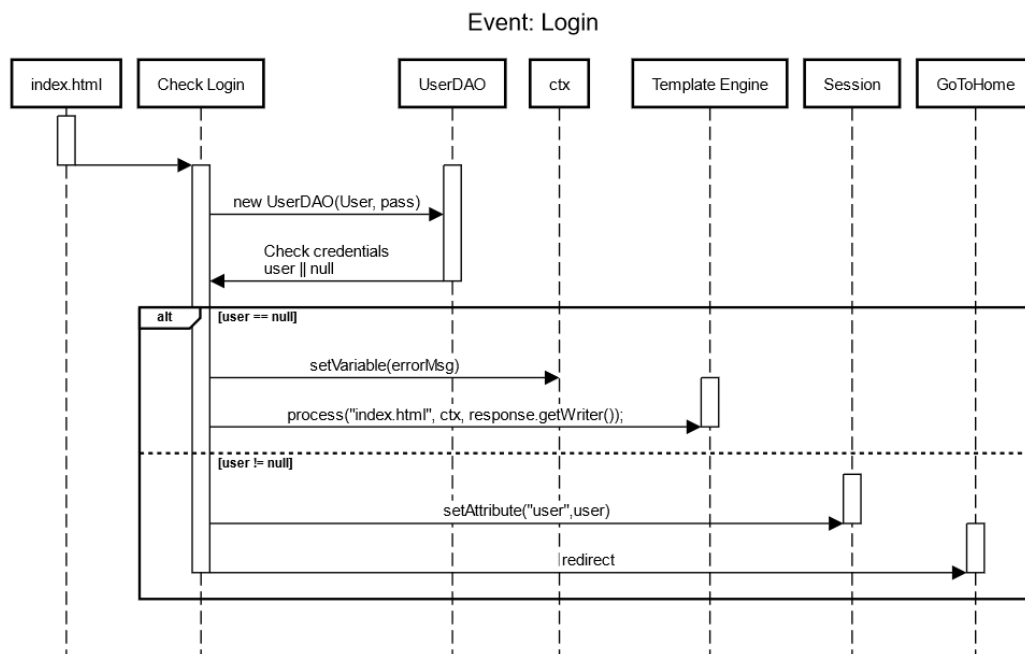 Event: Login
index.html
Check Login
UserDAO
ctx
Template Engine
Session
GoToHome
new UserDAO(User, pass)
Check credentials
user || null
alt
[user == null]
setVariable(errorMsg)
process("index.html", ctx, response.getWriter());
[user != null]
setAttribute("user",user)
redirect